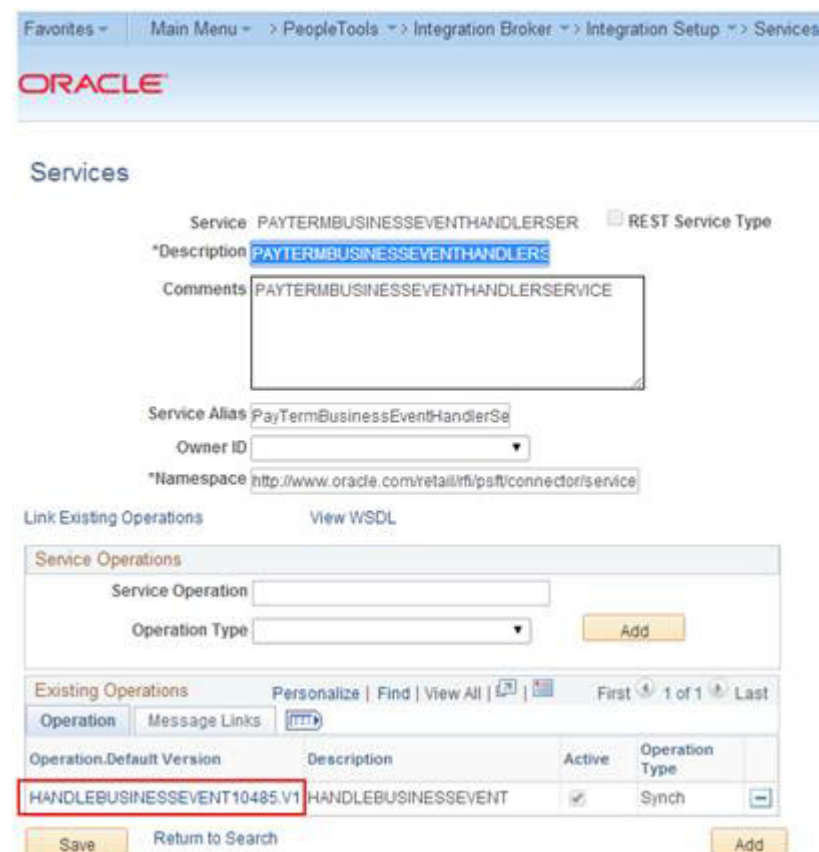 Favorites Main Menu > PeopleTools > Integration Broker > Integration Setup > Services
ORACLE
Services
Service PAYTERMBUSINESSEVENTHANDLERSER REST Service Type
*Description PAYTERMBUSINESSEVENTHANDLERS
Comments PAYTERMBUSINESSEVENTHANDLERSERVICE
Service Alias PayTermBusinessEventHandlerSe
Owner ID
*Namespace http://www.oracle.com/retail/rfi/psft/connector/service
Link Existing Operations View WSDL
Service Operations
Service Operation
Operation Type Add
Existing Operations Personalize | Find | View All | First 1 of 1 Last
Operation Message Links
Operation.Default Version Description Active Operation Type
HANDLEBUSINESSEVENT10485.V1 HANDLEBUSINESSEVENT Synch
Save Return to Search Add